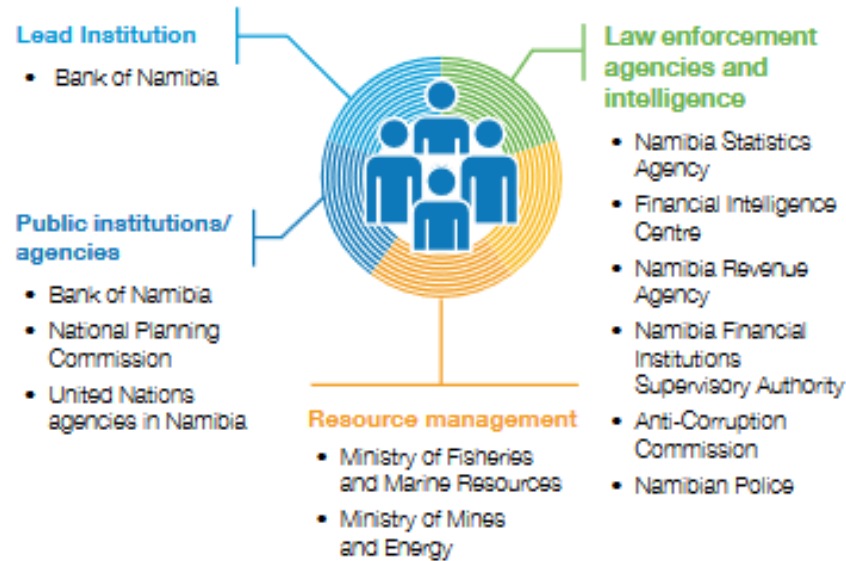 Lead Institution
• Bank of Namibia
Public institutions/
agencies
• Bank of Namibia
• National Planning
Commission
• United Nations
agencies in Namibia
Resource management
• Ministry of Fisheries
and Marine Resources
• Ministry of Mines
and Energy
Law enforcement
agencies and
intelligence
• Namibia Statistics
Agency
• Financial Intelligence
Centre
• Namibia Revenue
Agency
• Namibia Financial
Institutions
Supervisory Authority
• Anti-Corruption
Commission
• Namibian Police